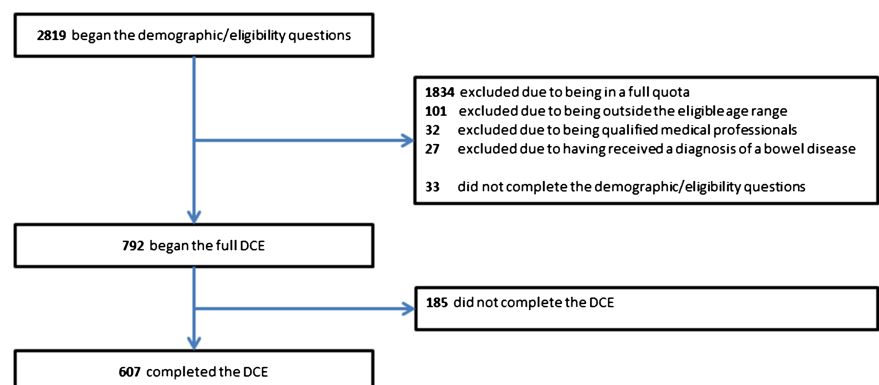 2819 began the demographic/eligibility questions
1834 excluded due to being in a full quota
101 excluded due to being outside the eligible age range
32 excluded due to being qualified medical professionals
27 excluded due to having received a diagnosis of a bowel disease
33 did not complete the demographic/eligibility questions
792 began the full DCE
185 did not complete the DCE
607 completed the DCE